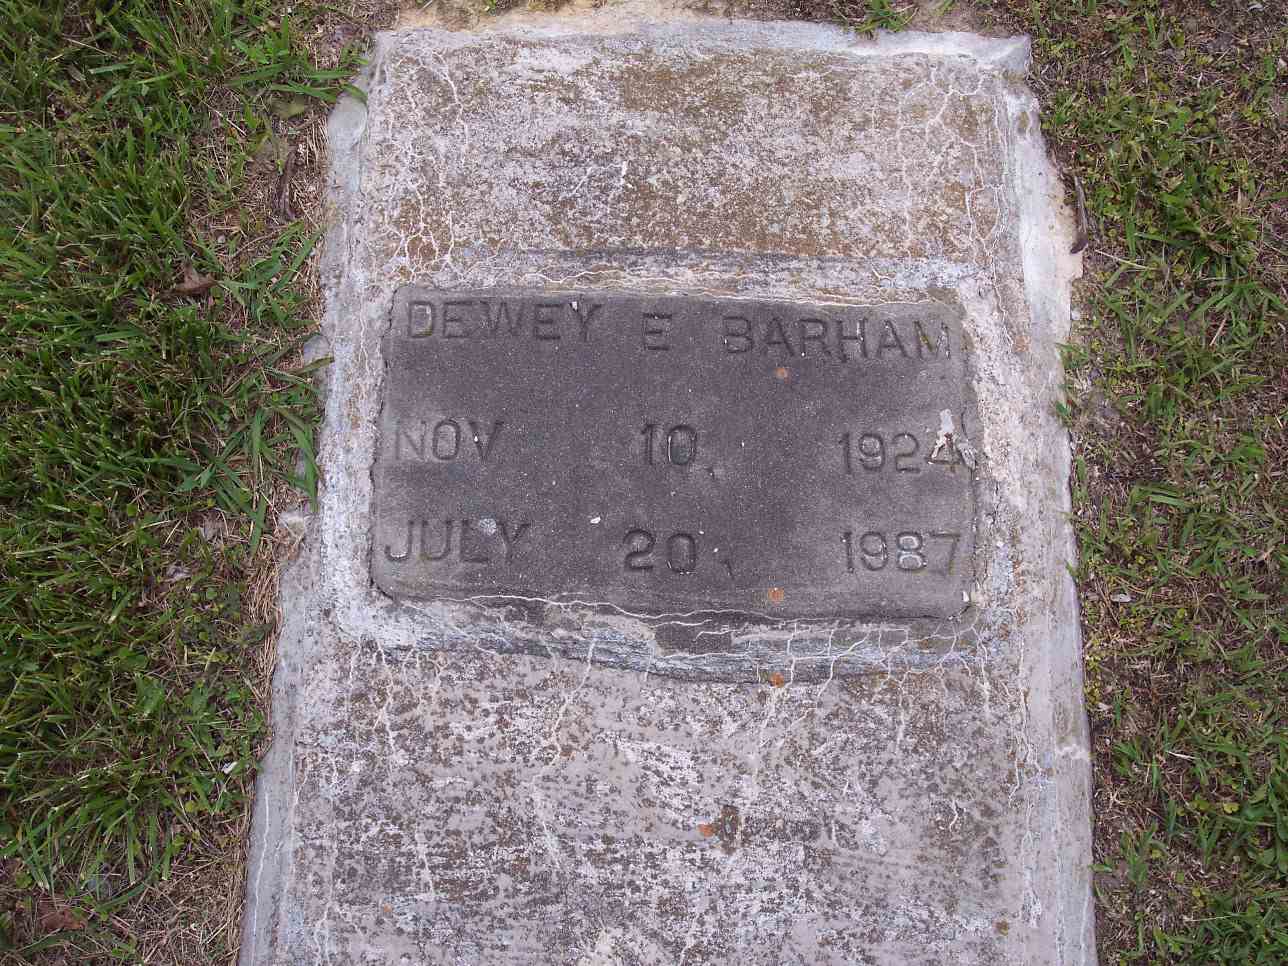 DEWEY E BARHAM
NOV 10, 1924
JULY 20, 1987